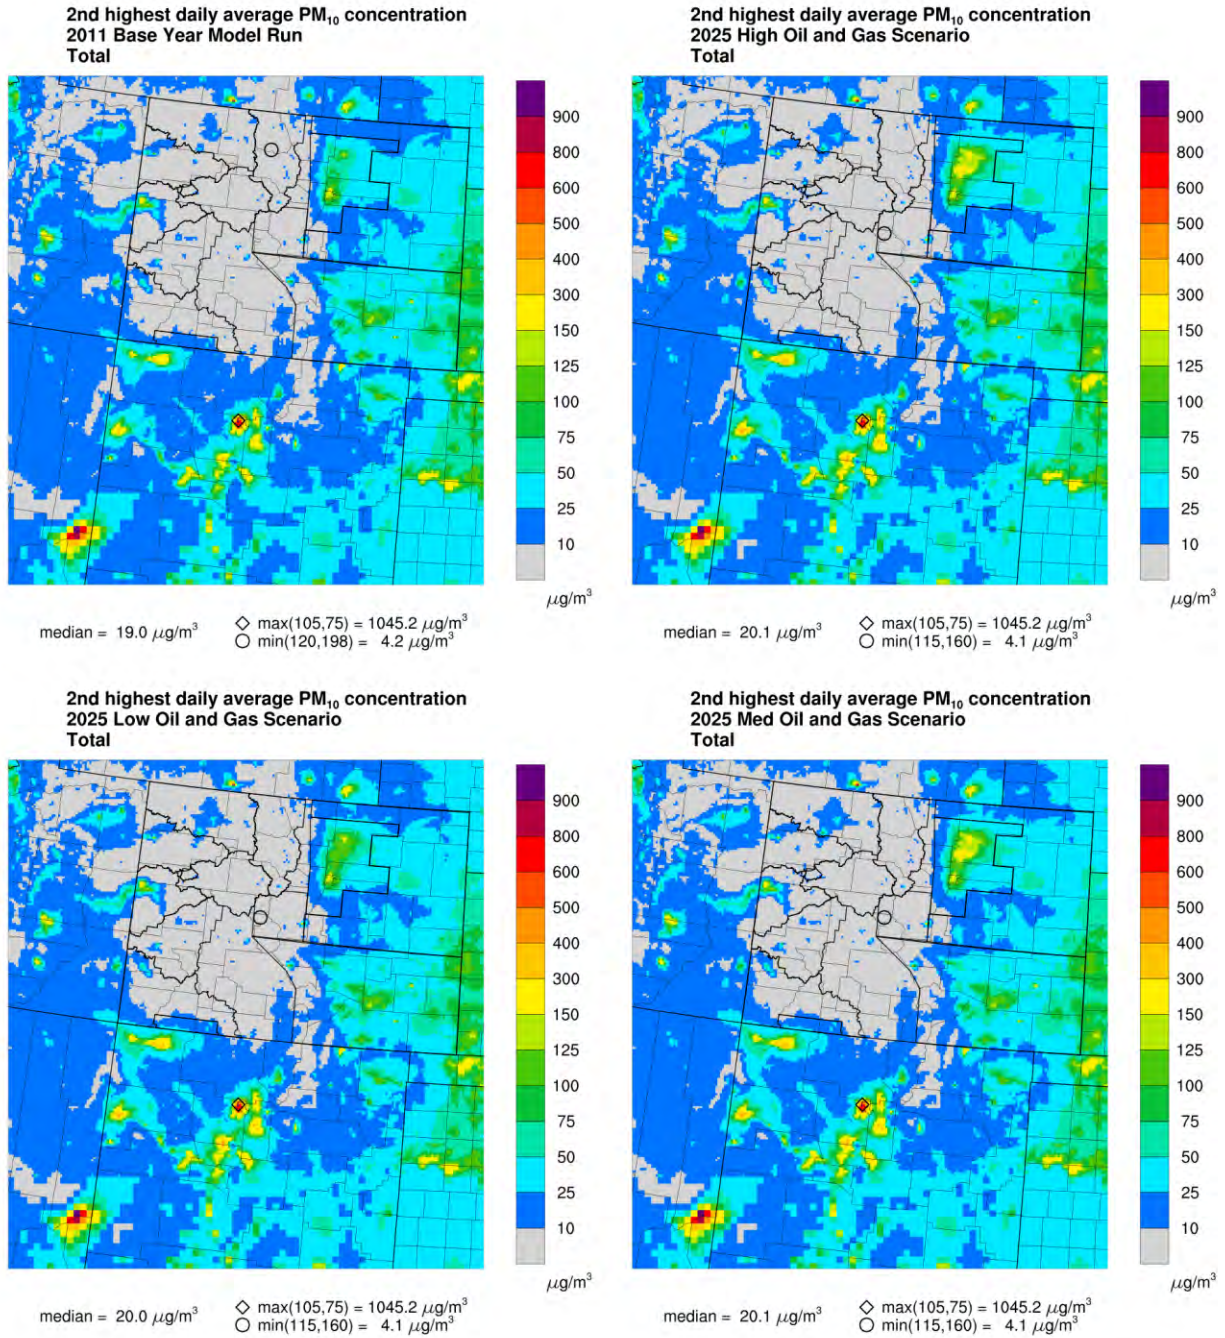 2nd highest daily average PM₁₀ concentration
2011 Base Year Model Run
Total
900
800
600
500
400
300
150
125
100
75
50
25
10
μg/m³
median = 19.0 μg/m³
◇ max(105,75) = 1045.2 μg/m³
○ min(120,198) = 4.2 μg/m³
2nd highest daily average PM₁₀ concentration
2025 High Oil and Gas Scenario
Total
900
800
600
500
400
300
150
125
100
75
50
25
10
μg/m³
median = 20.1 μg/m³
◇ max(105,75) = 1045.2 μg/m³
○ min(115,160) = 4.1 μg/m³
2nd highest daily average PM₁₀ concentration
2025 Low Oil and Gas Scenario
Total
900
800
600
500
400
300
150
125
100
75
50
25
10
μg/m³
median = 20.0 μg/m³
◇ max(105,75) = 1045.2 μg/m³
○ min(115,160) = 4.1 μg/m³
2nd highest daily average PM₁₀ concentration
2025 Med Oil and Gas Scenario
Total
900
800
600
500
400
300
150
125
100
75
50
25
10
μg/m³
median = 20.1 μg/m³
◇ max(105,75) = 1045.2 μg/m³
○ min(115,160) = 4.1 μg/m³